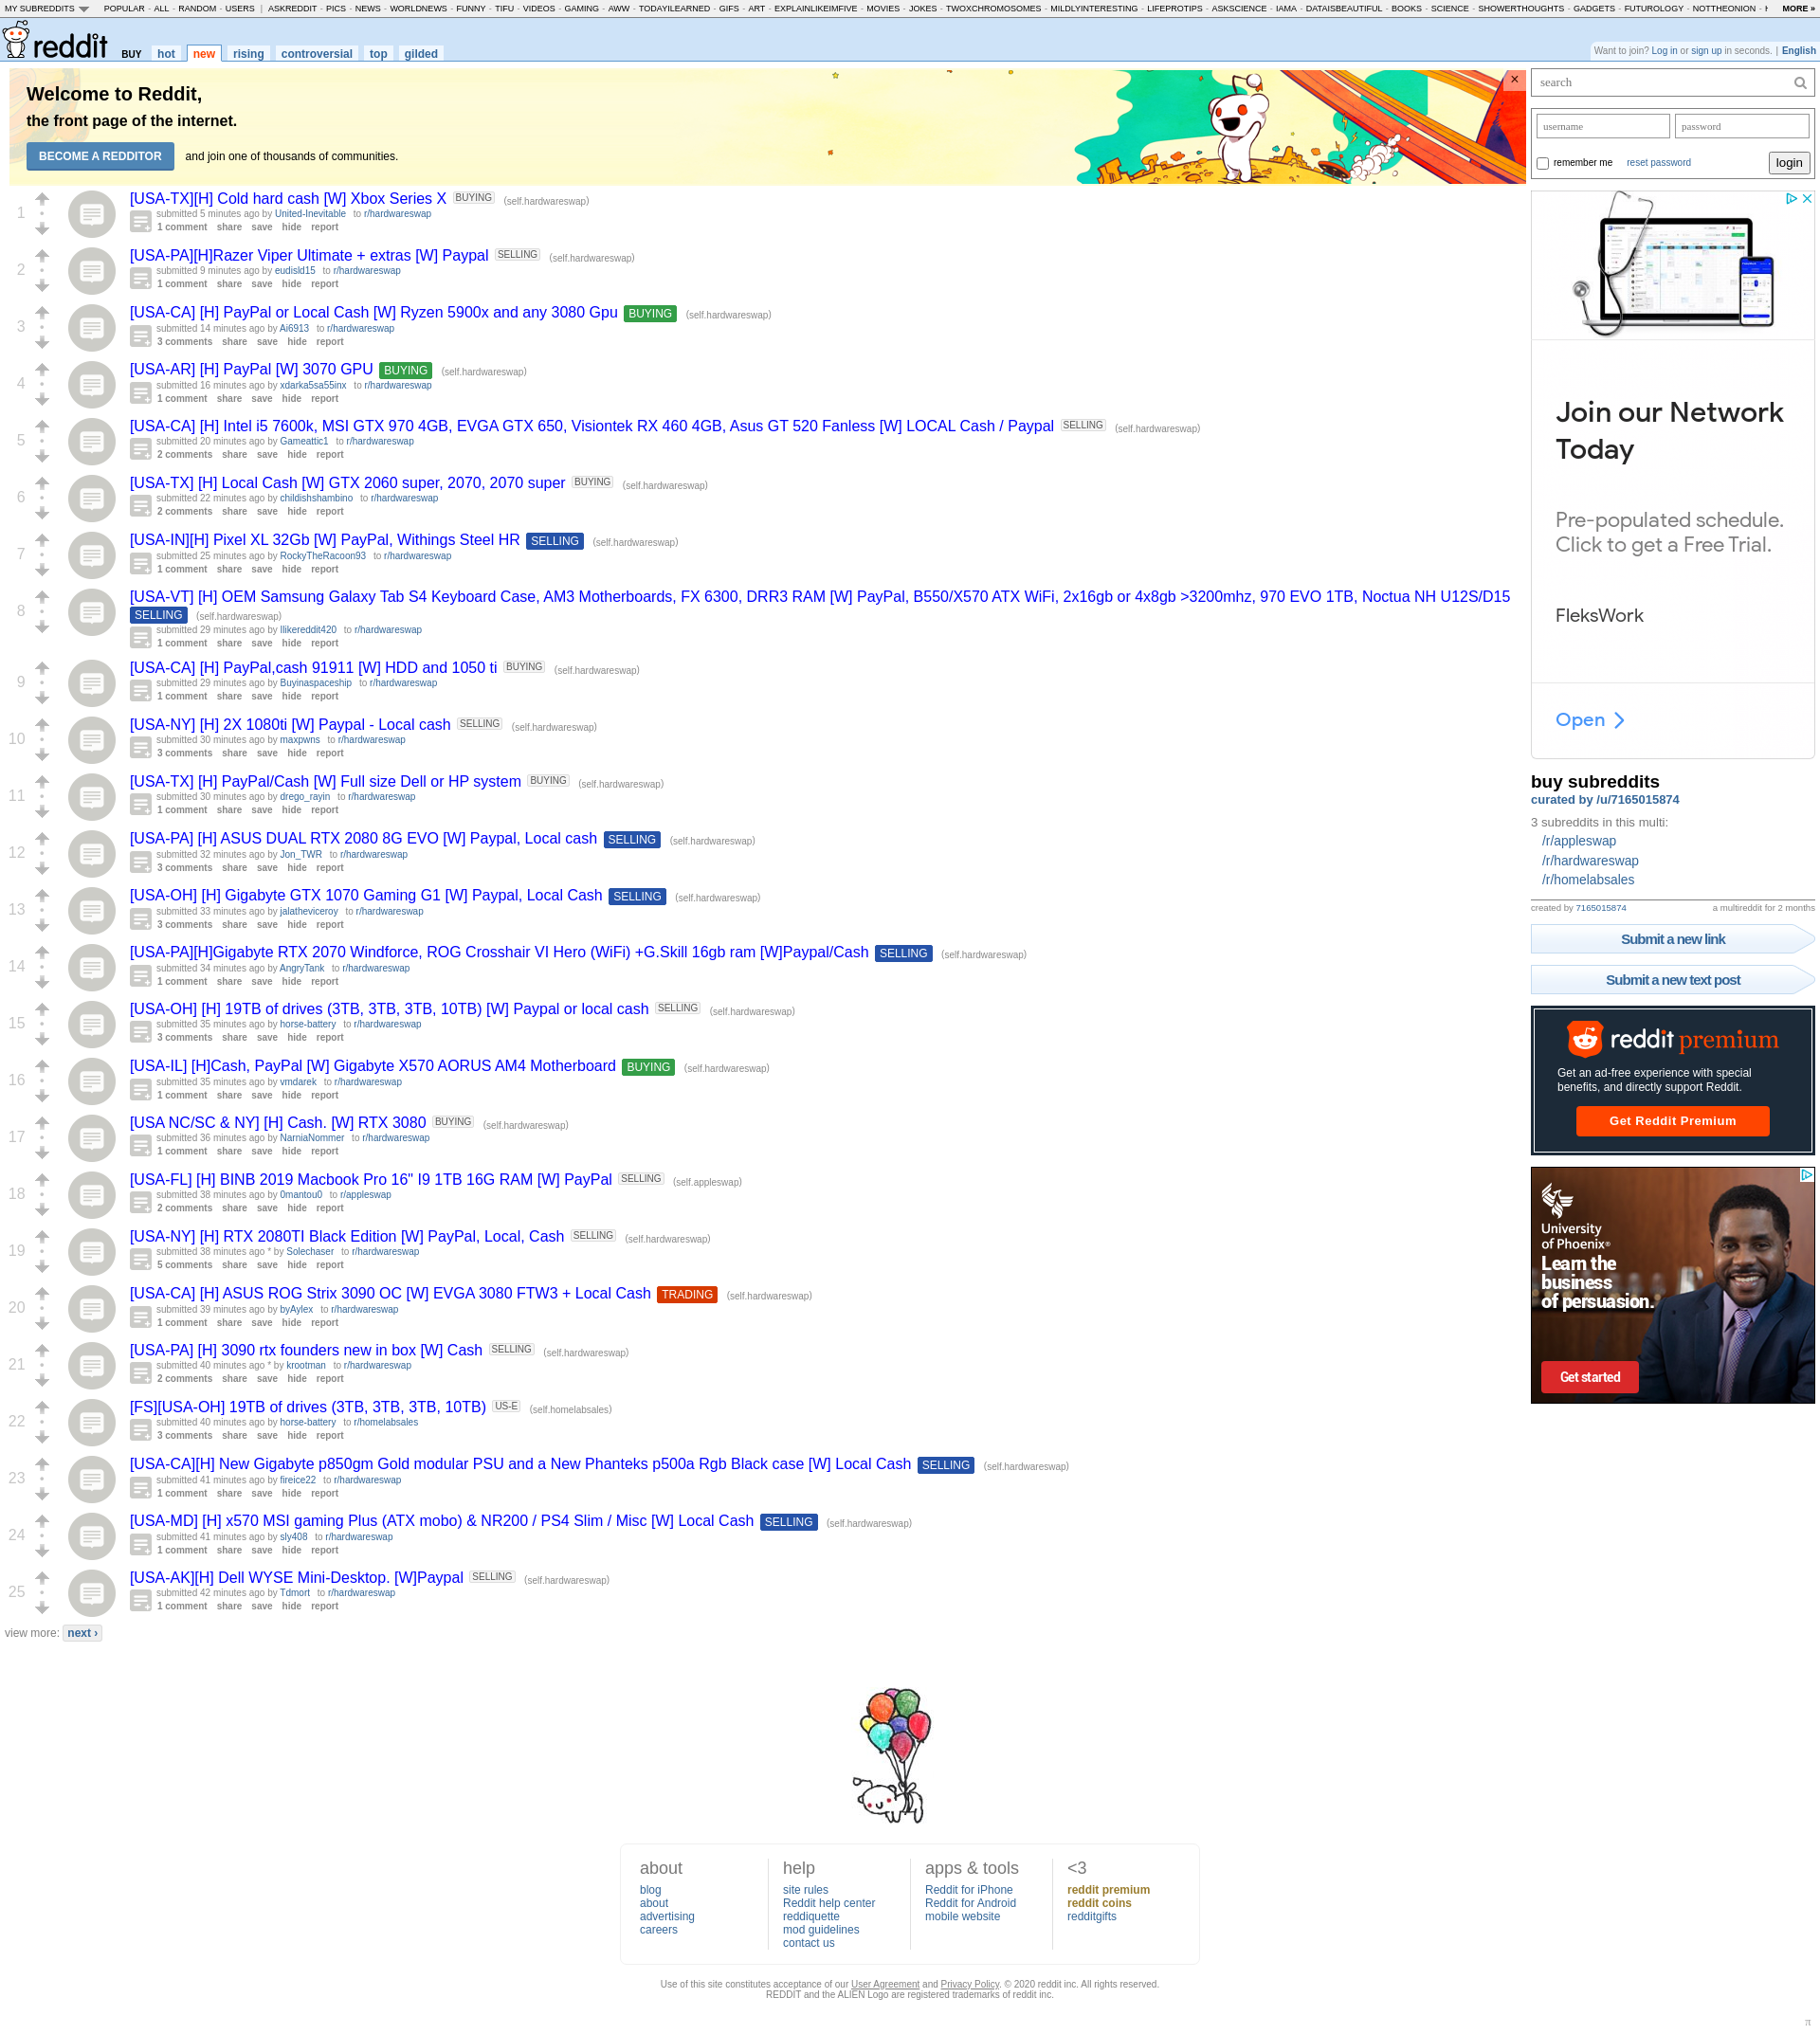 MY SUBREDDITS POPULAR - ALL - RANDOM - USERS | ASKREDDIT - PICS - NEWS - WORLDNEWS - FUNNY - TIFU - VIDEOS - GAMING - AWW - TODAYILEARNED - GIFS - ART - EXPLAINLIKEIMFIVE - MOVIES - JOKES - TWOXCHROMOSOMES - MILDLYINTERESTING - LIFEPROTIPS - ASKSCIENCE - IAMA - DATAISBEAUTIFUL - BOOKS - SCIENCE - SHOWERTHOUGHTS - GADGETS - FUTUROLOGY - NOTTHEONION - MORE »
reddit BUY hot new rising controversial top gilded
Want to join? Log in or sign up in seconds. | English
Welcome to Reddit,
the front page of the internet.
BECOME A REDDITOR and join one of thousands of communities.
1
[USA-TX][H] Cold hard cash [W] Xbox Series X BUYING (self.hardwareswap)
submitted 5 minutes ago by United-Inevitable to r/hardwareswap
1 comment share save hide report
2
[USA-PA][H]Razer Viper Ultimate + extras [W] Paypal SELLING (self.hardwareswap)
submitted 9 minutes ago by eudisld15 to r/hardwareswap
1 comment share save hide report
3
[USA-CA] [H] PayPal or Local Cash [W] Ryzen 5900x and any 3080 Gpu BUYING (self.hardwareswap)
submitted 14 minutes ago by Ai6913 to r/hardwareswap
3 comments share save hide report
4
[USA-AR] [H] PayPal [W] 3070 GPU BUYING (self.hardwareswap)
submitted 16 minutes ago by xdarka5sa55inx to r/hardwareswap
1 comment share save hide report
5
[USA-CA] [H] Intel i5 7600k, MSI GTX 970 4GB, EVGA GTX 650, Visiontek RX 460 4GB, Asus GT 520 Fanless [W] LOCAL Cash / Paypal SELLING (self.hardwareswap)
submitted 20 minutes ago by Gameattic1 to r/hardwareswap
2 comments share save hide report
6
[USA-TX] [H] Local Cash [W] GTX 2060 super, 2070, 2070 super BUYING (self.hardwareswap)
submitted 22 minutes ago by childishshambino to r/hardwareswap
2 comments share save hide report
7
[USA-IN][H] Pixel XL 32Gb [W] PayPal, Withings Steel HR SELLING (self.hardwareswap)
submitted 25 minutes ago by RockyTheRacoon93 to r/hardwareswap
1 comment share save hide report
8
[USA-VT] [H] OEM Samsung Galaxy Tab S4 Keyboard Case, AM3 Motherboards, FX 6300, DRR3 RAM [W] PayPal, B550/X570 ATX WiFi, 2x16gb or 4x8gb >3200mhz, 970 EVO 1TB, Noctua NH U12S/D15
SELLING (self.hardwareswap)
submitted 29 minutes ago by Ilikereddit420 to r/hardwareswap
1 comment share save hide report
9
[USA-CA] [H] PayPal,cash 91911 [W] HDD and 1050 ti BUYING (self.hardwareswap)
submitted 29 minutes ago by Buyinaspaceship to r/hardwareswap
1 comment share save hide report
10
[USA-NY] [H] 2X 1080ti [W] Paypal - Local cash SELLING (self.hardwareswap)
submitted 30 minutes ago by maxpwns to r/hardwareswap
3 comments share save hide report
11
[USA-TX] [H] PayPal/Cash [W] Full size Dell or HP system BUYING (self.hardwareswap)
submitted 30 minutes ago by drego_rayin to r/hardwareswap
1 comment share save hide report
12
[USA-PA] [H] ASUS DUAL RTX 2080 8G EVO [W] Paypal, Local cash SELLING (self.hardwareswap)
submitted 32 minutes ago by Jon_TWR to r/hardwareswap
3 comments share save hide report
13
[USA-OH] [H] Gigabyte GTX 1070 Gaming G1 [W] Paypal, Local Cash SELLING (self.hardwareswap)
submitted 33 minutes ago by jalatheviceroy to r/hardwareswap
3 comments share save hide report
14
[USA-PA][H]Gigabyte RTX 2070 Windforce, ROG Crosshair VI Hero (WiFi) +G.Skill 16gb ram [W]Paypal/Cash SELLING (self.hardwareswap)
submitted 34 minutes ago by AngryTank to r/hardwareswap
1 comment share save hide report
15
[USA-OH] [H] 19TB of drives (3TB, 3TB, 3TB, 10TB) [W] Paypal or local cash SELLING (self.hardwareswap)
submitted 35 minutes ago by horse-battery to r/hardwareswap
3 comments share save hide report
16
[USA-IL] [H]Cash, PayPal [W] Gigabyte X570 AORUS AM4 Motherboard BUYING (self.hardwareswap)
submitted 35 minutes ago by vmdarek to r/hardwareswap
1 comment share save hide report
17
[USA NC/SC & NY] [H] Cash. [W] RTX 3080 BUYING (self.hardwareswap)
submitted 36 minutes ago by NarniaNommer to r/hardwareswap
1 comment share save hide report
18
[USA-FL] [H] BINB 2019 Macbook Pro 16" I9 1TB 16G RAM [W] PayPal SELLING (self.appleswap)
submitted 38 minutes ago by 0mantou0 to r/appleswap
2 comments share save hide report
19
[USA-NY] [H] RTX 2080TI Black Edition [W] PayPal, Local, Cash SELLING (self.hardwareswap)
submitted 38 minutes ago * by Solechaser to r/hardwareswap
5 comments share save hide report
20
[USA-CA] [H] ASUS ROG Strix 3090 OC [W] EVGA 3080 FTW3 + Local Cash TRADING (self.hardwareswap)
submitted 39 minutes ago by byAylex to r/hardwareswap
1 comment share save hide report
21
[USA-PA] [H] 3090 rtx founders new in box [W] Cash SELLING (self.hardwareswap)
submitted 40 minutes ago * by krootman to r/hardwareswap
2 comments share save hide report
22
[FS][USA-OH] 19TB of drives (3TB, 3TB, 3TB, 10TB) US-E (self.homelabsales)
submitted 40 minutes ago by horse-battery to r/homelabsales
3 comments share save hide report
23
[USA-CA][H] New Gigabyte p850gm Gold modular PSU and a New Phanteks p500a Rgb Black case [W] Local Cash SELLING (self.hardwareswap)
submitted 41 minutes ago by fireice22 to r/hardwareswap
1 comment share save hide report
24
[USA-MD] [H] x570 MSI gaming Plus (ATX mobo) & NR200 / PS4 Slim / Misc [W] Local Cash SELLING (self.hardwareswap)
submitted 41 minutes ago by sly408 to r/hardwareswap
1 comment share save hide report
25
[USA-AK][H] Dell WYSE Mini-Desktop. [W]Paypal SELLING (self.hardwareswap)
submitted 42 minutes ago by Tdmort to r/hardwareswap
1 comment share save hide report
view more: next ›
search
username password
remember me reset password login
Join our Network
Today
Pre-populated schedule.
Click to get a Free Trial.
FleksWork
Open
buy subreddits
curated by /u/7165015874
3 subreddits in this multi:
/r/appleswap
/r/hardwareswap
/r/homelabsales
created by 7165015874 a multireddit for 2 months
Submit a new link
Submit a new text post
reddit premium
Get an ad-free experience with special
benefits, and directly support Reddit.
Get Reddit Premium
University
of Phoenix®
Learn the
business
of persuasion.
Get started
about
blog
about
advertising
careers
help
site rules
Reddit help center
reddiquette
mod guidelines
contact us
apps & tools
Reddit for iPhone
Reddit for Android
mobile website
<3
reddit premium
reddit coins
redditgifts
Use of this site constitutes acceptance of our User Agreement and Privacy Policy. © 2020 reddit inc. All rights reserved.
REDDIT and the ALIEN Logo are registered trademarks of reddit inc.
π